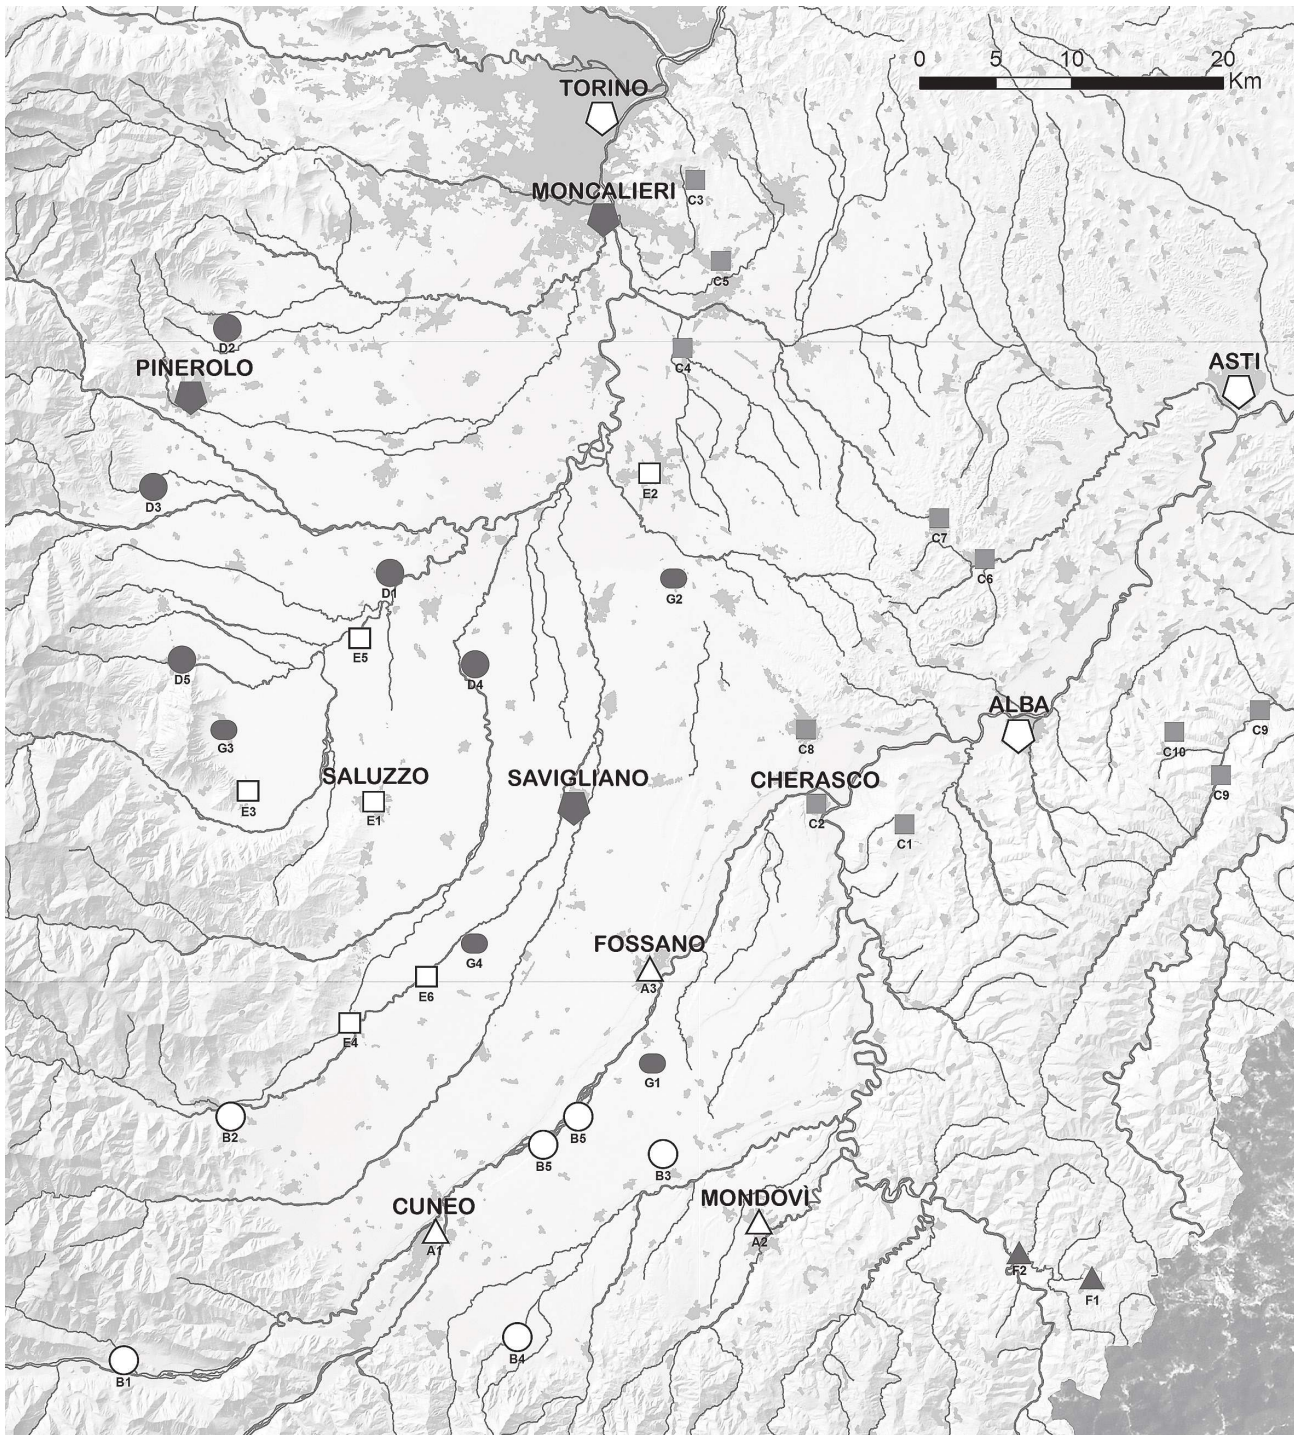 0 5 10 20
Km
TORINO
MONCALIERI
C3
C5
D2
PINEROLO
C4
ASTI
E2
D3
C7
C6
D1
G2
E5
D5
D4
ALBA
C9
G3
C8
C10
SALUZZO
SAVIGLIANO
CHERASCO
C9
E3
E1
C2
C1
FOSSANO
G4
E6
A3
E4
G1
B2
B5
B5
B3
CUNEO
MONDOVÌ
A1
A2
F2
F1
B4
B1